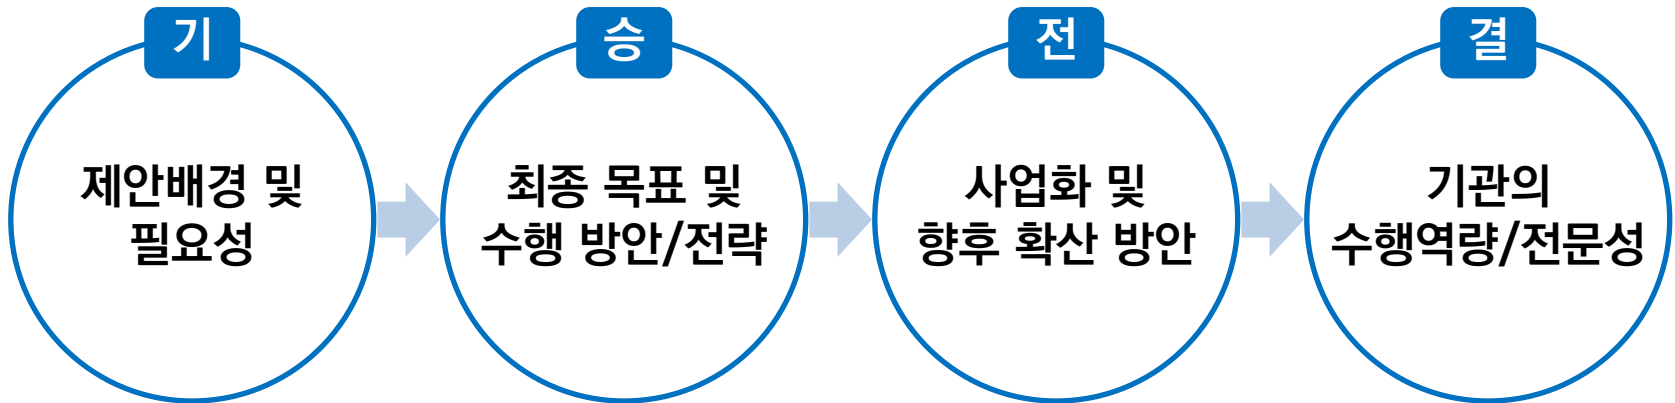 기
제안배경 및
필요성
승
최종 목표 및
수행 방안/전략
전
사업화 및
향후 확산 방안
결
기관의
수행역량/전문성